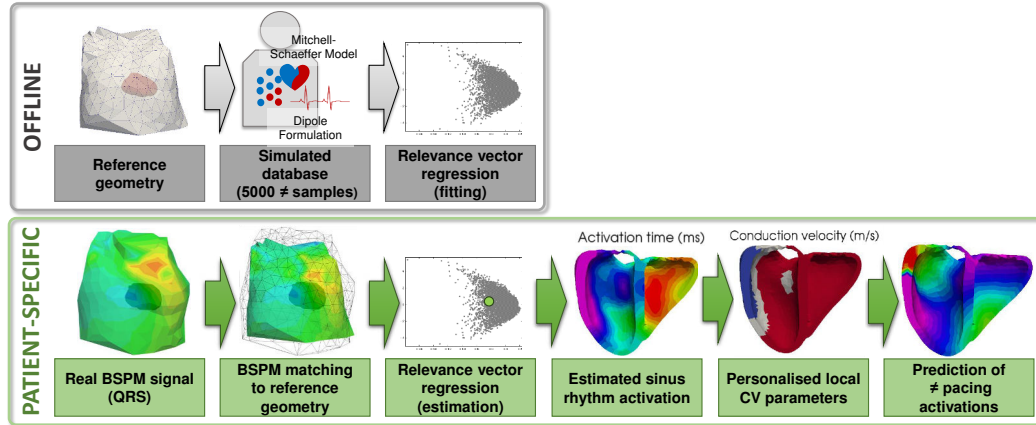 OFFLINE
Mitchell-
Schaeffer Model
Dipole
Formulation
Reference
geometry
Simulated
database
(5000 ≠ samples)
Relevance vector
regression
(fitting)
PATIENT-SPECIFIC
Activation time (ms)
Conduction velocity (m/s)
Real BSPM signal
(QRS)
BSPM matching
to reference
geometry
Relevance vector
regression
(estimation)
Estimated sinus
rhythm activation
Personalised local
CV parameters
Prediction of
≠ pacing
activations